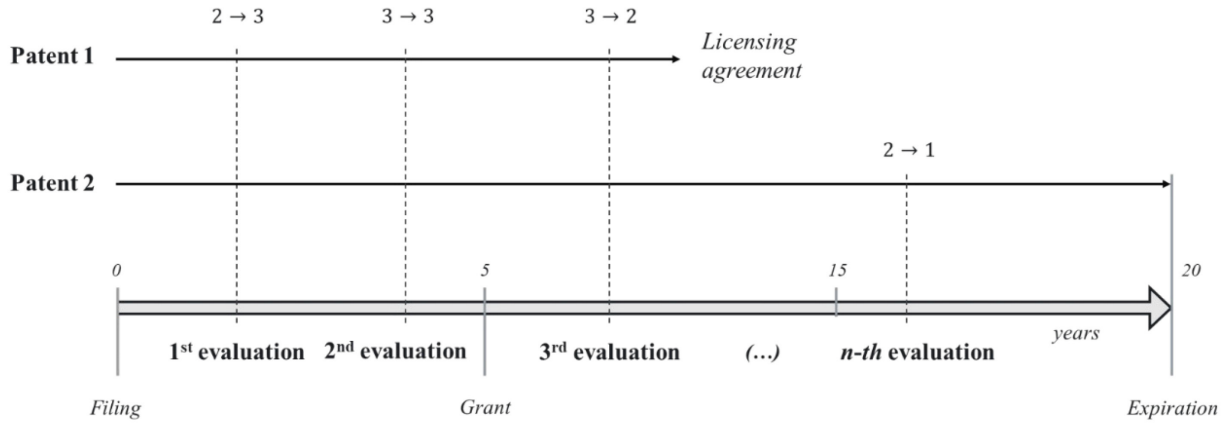 2 → 3 3 → 3 3 → 2
Patent 1
Licensing
agreement
2 → 1
Patent 2
0 5 15 20
years
1st evaluation 2nd evaluation 3rd evaluation (…) n-th evaluation
Filing Grant Expiration